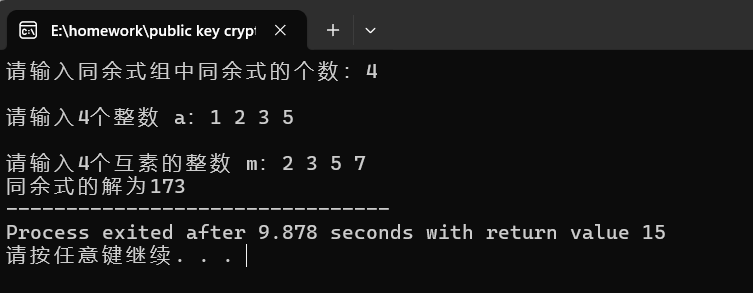 E:\homework\public key crypt
请输入同余式组中同余式的个数: 4
请输入4个整数 a: 1 2 3 5
请输入4个互素的整数 m: 2 3 5 7
同余式的解为173
--------------------------------
Process exited after 9.878 seconds with return value 15
请按任意键继续. . .